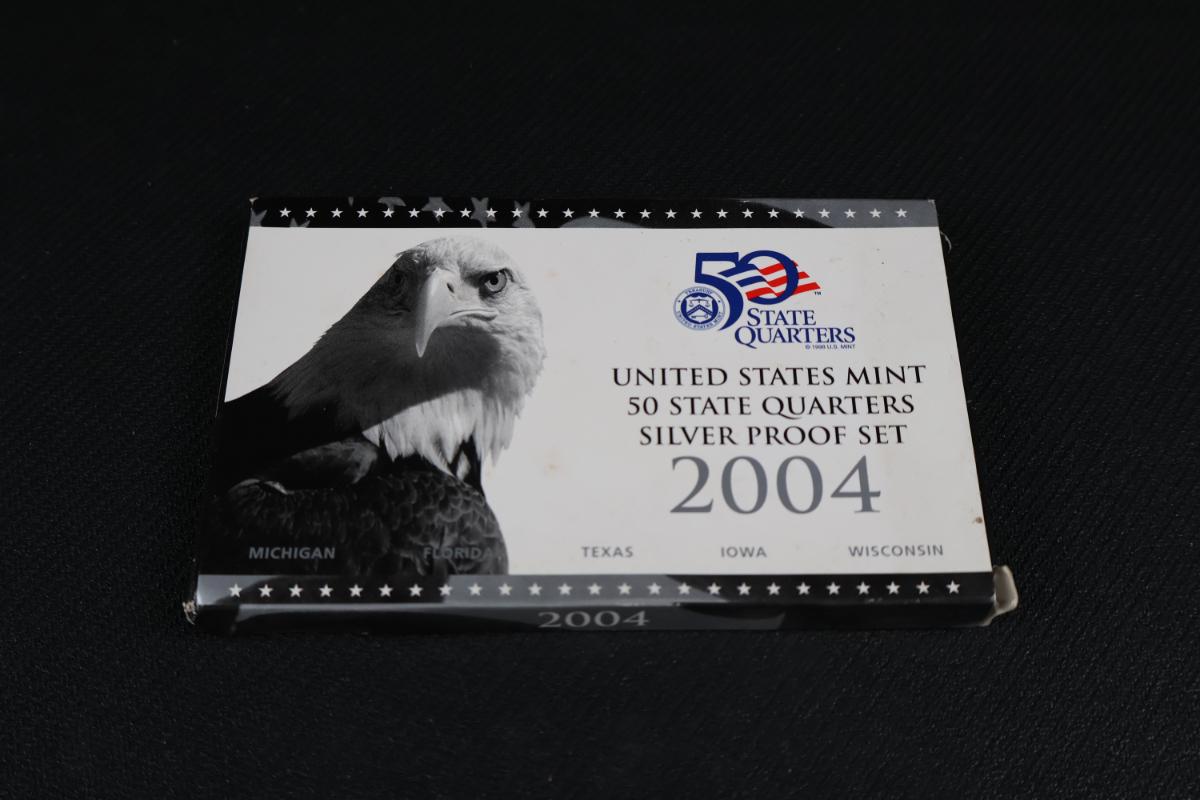 50
STATE
QUARTERS
© 1998 U.S. MINT
UNITED STATES MINT
50 STATE QUARTERS
SILVER PROOF SET
2004
MICHIGAN FLORIDA TEXAS IOWA WISCONSIN
2004